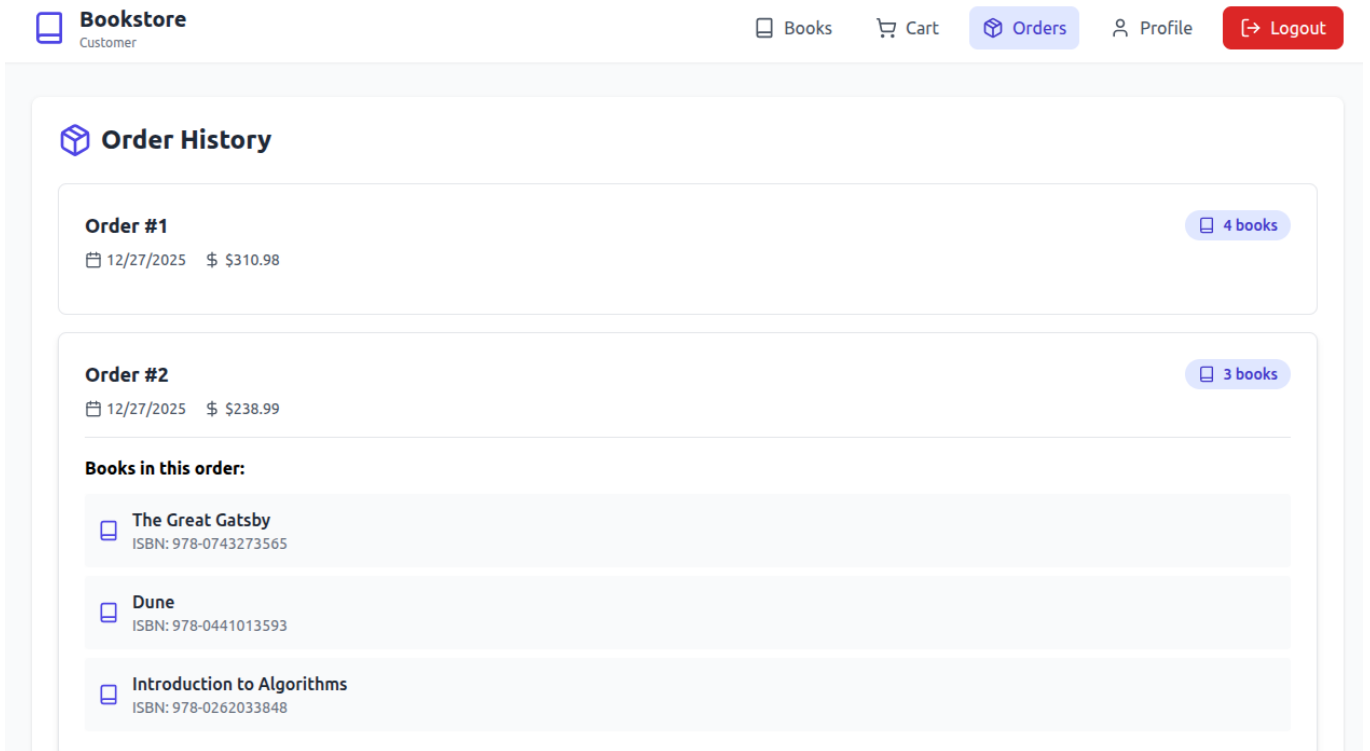 Bookstore
Customer
Books
Cart
Orders
Profile
Logout
Order History
Order #1
4 books
12/27/2025 $ $310.98
Order #2
3 books
12/27/2025 $ $238.99
Books in this order:
The Great Gatsby
ISBN: 978-0743273565
Dune
ISBN: 978-0441013593
Introduction to Algorithms
ISBN: 978-0262033848